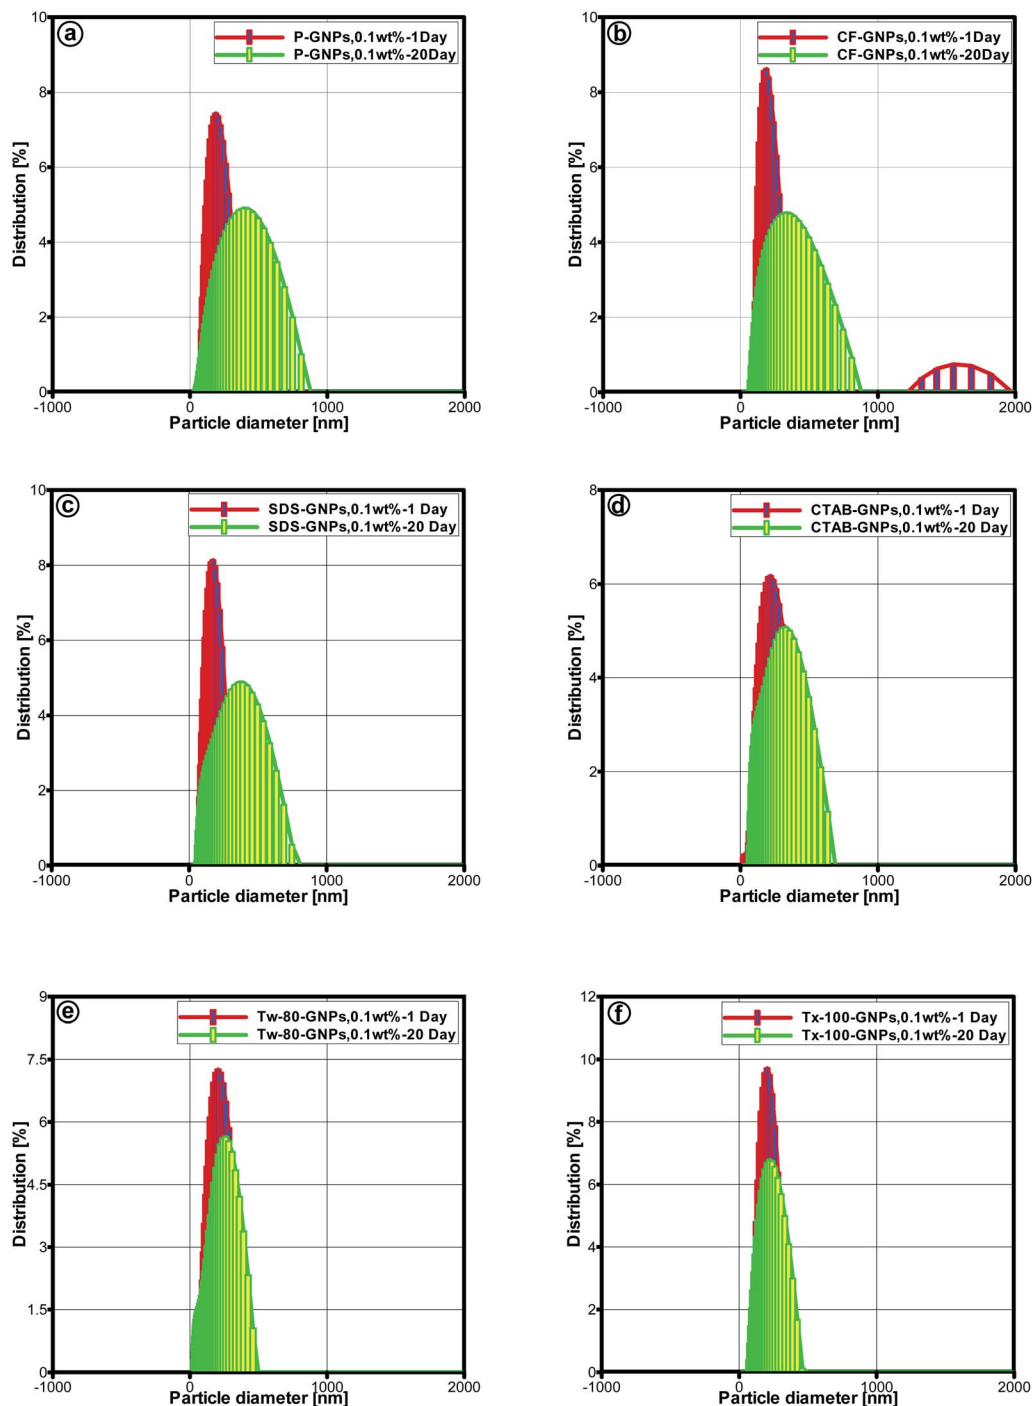 a
P-GNPs,0.1wt%-1Day
P-GNPs,0.1wt%-20Day
Distribution [%]
10
8
6
4
2
0
-1000
0
1000
2000
Particle diameter [nm]
b
CF-GNPs,0.1wt%-1Day
CF-GNPs,0.1wt%-20Day
Distribution [%]
10
8
6
4
2
0
-1000
0
1000
2000
Particle diameter [nm]
c
SDS-GNPs,0.1wt%-1 Day
SDS-GNPs,0.1wt%-20 Day
Distribution [%]
10
8
6
4
2
0
-1000
0
1000
2000
Particle diameter [nm]
d
CTAB-GNPs,0.1wt%-1 Day
CTAB-GNPs,0.1wt%-20 Day
Distribution [%]
8
6
4
2
0
-1000
0
1000
2000
Particle diameter [nm]
e
Tw-80-GNPs,0.1wt%-1 Day
Tw-80-GNPs,0.1wt%-20 Day
Distribution [%]
9
7.5
6
4.5
3
1.5
0
-1000
0
1000
2000
Particle diameter [nm]
f
Tx-100-GNPs,0.1wt%-1 Day
Tx-100-GNPs,0.1wt%-20 Day
Distribution [%]
12
10
8
6
4
2
0
-1000
0
1000
2000
Particle diameter [nm]